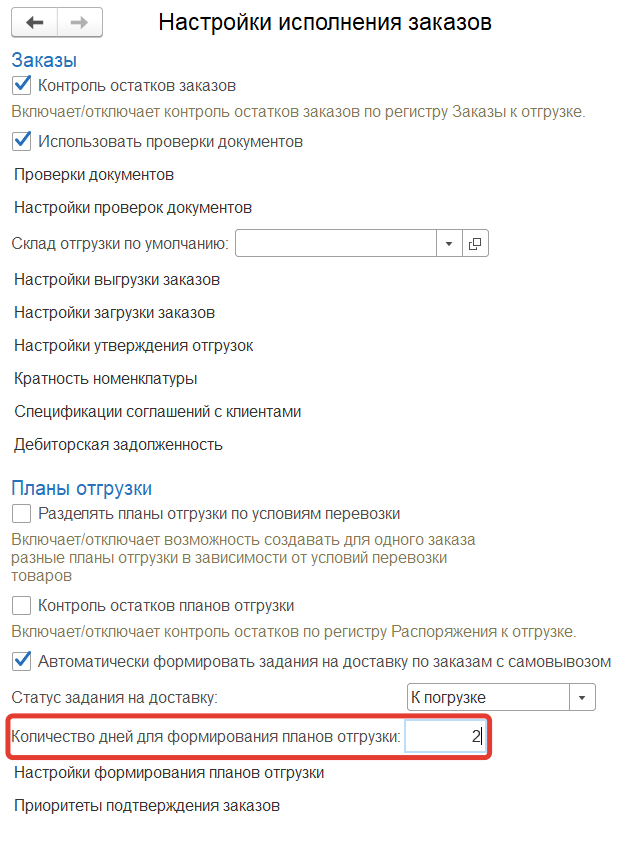 Настройки исполнения заказов
Заказы
Контроль остатков заказов
Включает/отключает контроль остатков заказов по регистру Заказы к отгрузке.
Использовать проверки документов
Проверки документов
Настройки проверок документов
Склад отгрузки по умолчанию:
Настройки выгрузки заказов
Настройки загрузки заказов
Настройки утверждения отгрузок
Кратность номенклатуры
Спецификации соглашений с клиентами
Дебиторская задолженность
Планы отгрузки
Разделять планы отгрузки по условиям перевозки
Включает/отключает возможность создавать для одного заказа
разные планы отгрузки в зависимости от условий перевозки
товаров
Контроль остатков планов отгрузки
Включает/отключает контроль остатков по регистру Распоряжения к отгрузке.
Автоматически формировать задания на доставку по заказам с самовывозом
Статус задания на доставку: К погрузке
Количество дней для формирования планов отгрузки: 2
Настройки формирования планов отгрузки
Приоритеты подтверждения заказов